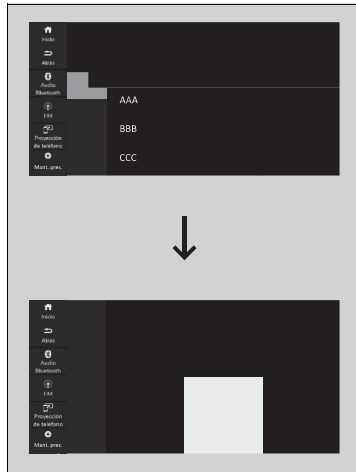 Inicio
Atrás
Audio
Bluetooth
FM
Proyección
de teléfono
Mant. pres.
AAA
BBB
CCC
Inicio
Atrás
Audio
Bluetooth
FM
Proyección
de teléfono
Mant. pres.